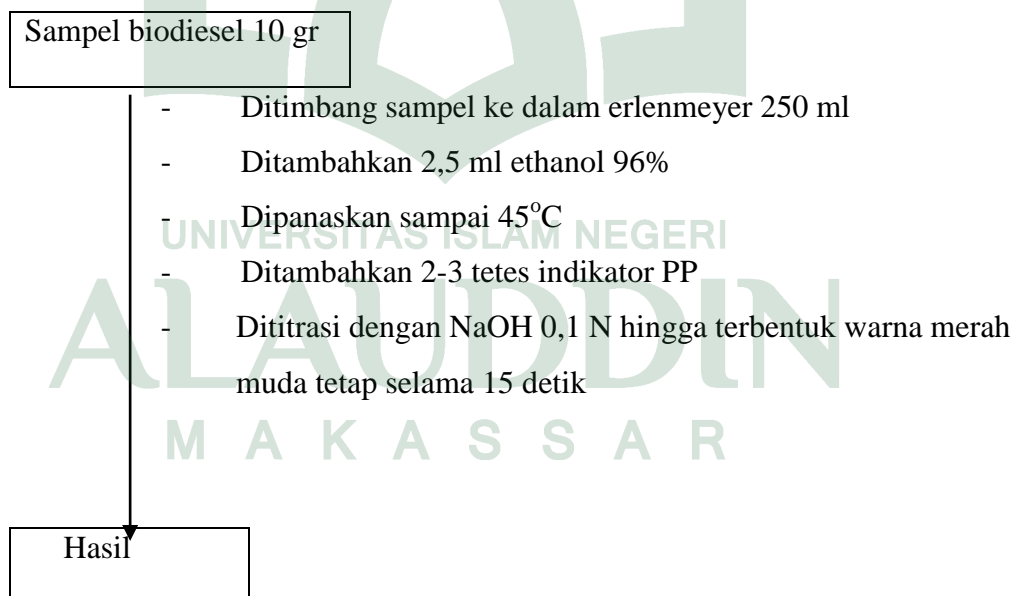 Sampel biodiesel 10 gr
- Ditimbang sampel ke dalam erlenmeyer 250 ml
- Ditambahkan 2,5 ml ethanol 96%
- Dipanaskan sampai 45°C
UNIVERSITAS ISLAM NEGERI
- Ditambahkan 2-3 tetes indikator PP
ALAUDDIN
- Dititrasi dengan NaOH 0,1 N hingga terbentuk warna merah
muda tetap selama 15 detik
MAKASSAR
Hasil